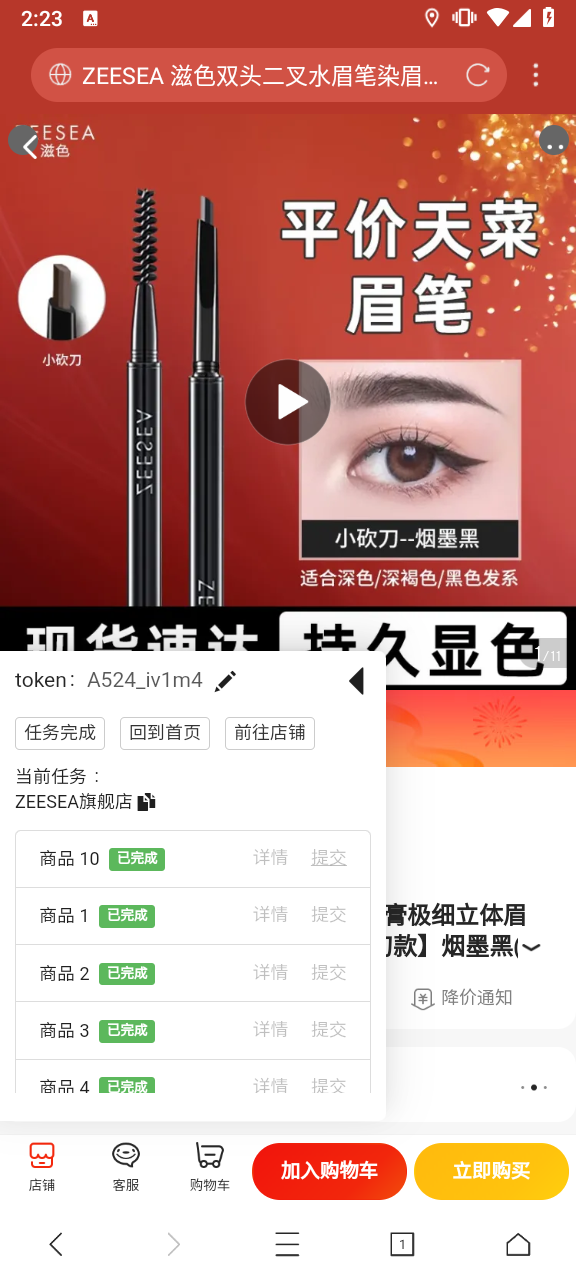 2:23
A
ZEESEA 滋色双头二叉水眉笔染眉...
ZEESEA
滋色
平价天菜
眉笔
小砍刀
ZEESEA
小砍刀--烟墨黑
适合深色/深褐色/黑色发系
现货速达
持久显色
1/11
token: A524_iv1m4
任务完成 回到首页 前往店铺
当前任务：
ZEESEA旗舰店
商品 10 已完成 详情 提交
商品 1 已完成 详情 提交
商品 2 已完成 详情 提交
商品 3 已完成 详情 提交
商品 4 已完成 详情 提交
膏极细立体眉
款】烟墨黑(
降价通知
店铺 客服 购物车 加入购物车 立即购买
1